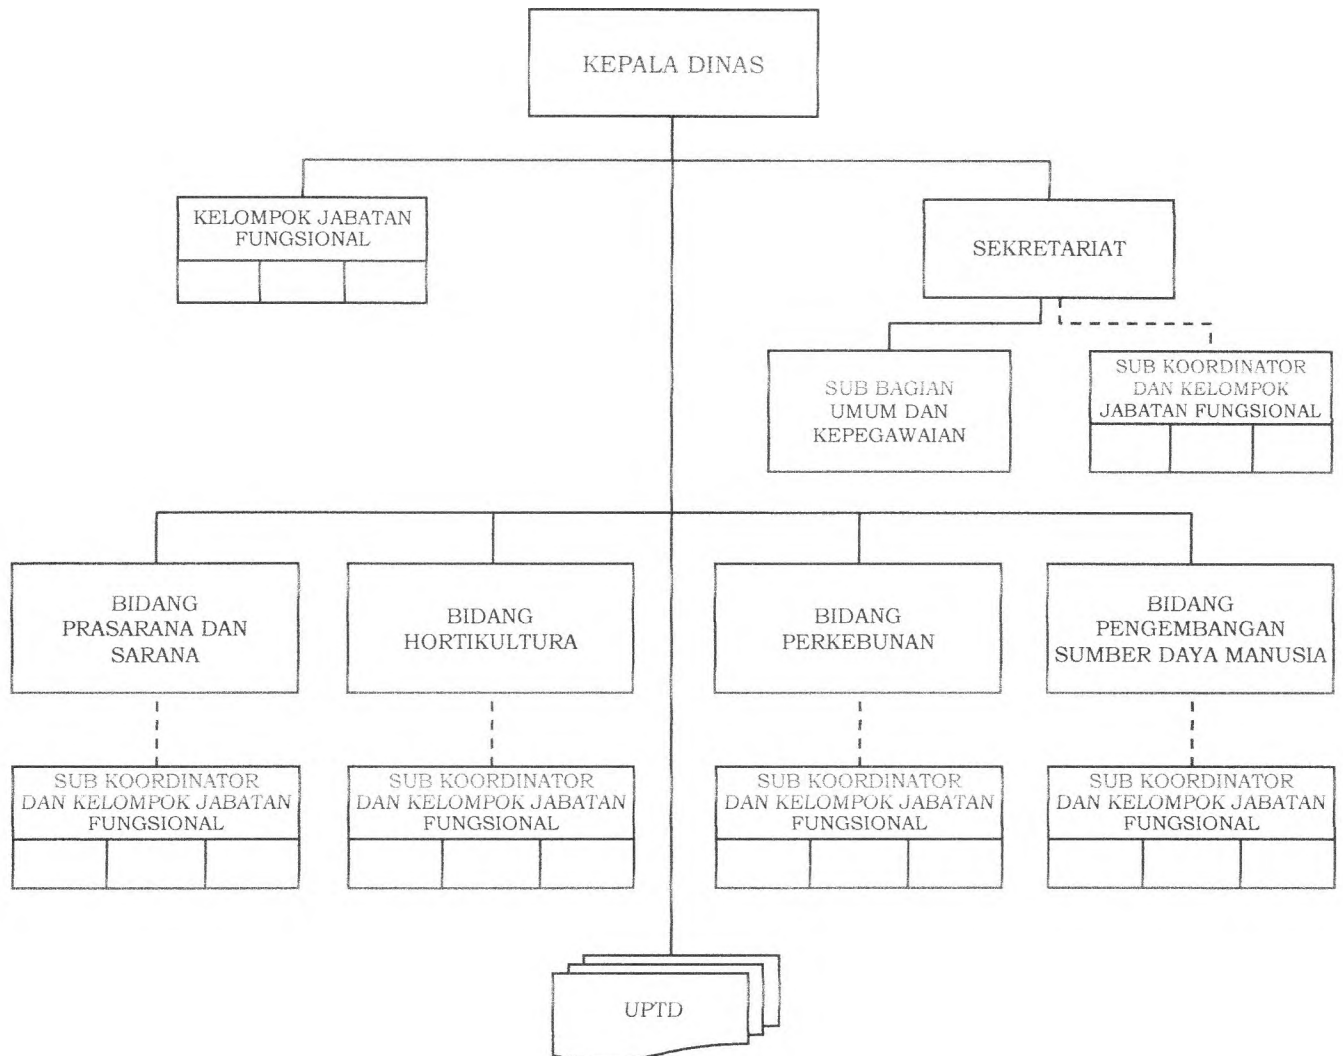 KEPALA DINAS
KELOMPOK JABATAN
FUNGSIONAL
SEKRETARIAT
SUB BAGIAN
UMUM DAN
KEPEGAWAIAN
SUB KOORDINATOR
DAN KELOMPOK
JABATAN FUNGSIONAL
BIDANG
PRASARANA DAN
SARANA
BIDANG
HORTIKULTURA
BIDANG
PERKEBUNAN
BIDANG
PENGEMBANGAN
SUMBER DAYA MANUSIA
SUB KOORDINATOR
DAN KELOMPOK JABATAN
FUNGSIONAL
SUB KOORDINATOR
DAN KELOMPOK JABATAN
FUNGSIONAL
SUB KOORDINATOR
DAN KELOMPOK JABATAN
FUNGSIONAL
SUB KOORDINATOR
DAN KELOMPOK JABATAN
FUNGSIONAL
UPTD